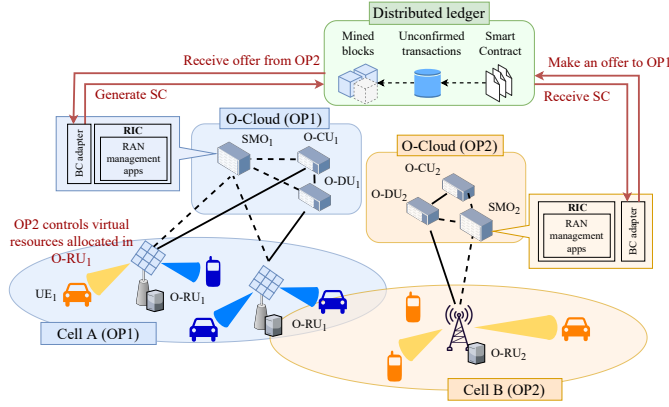 Distributed ledger
Mined
blocks
Unconfirmed
transactions
Smart
Contract
Receive offer from OP2
Generate SC
Make an offer to OP1
Receive SC
BC adapter
RIC
RAN
management
apps
O-Cloud (OP1)
SMO1
O-CU1
O-DU1
O-Cloud (OP2)
O-CU2
O-DU2
SMO2
RIC
RAN
management
apps
BC adapter
OP2 controls virtual
resources allocated in
O-RU1
UE1
O-RU1
O-RU1
Cell A (OP1)
O-RU2
Cell B (OP2)